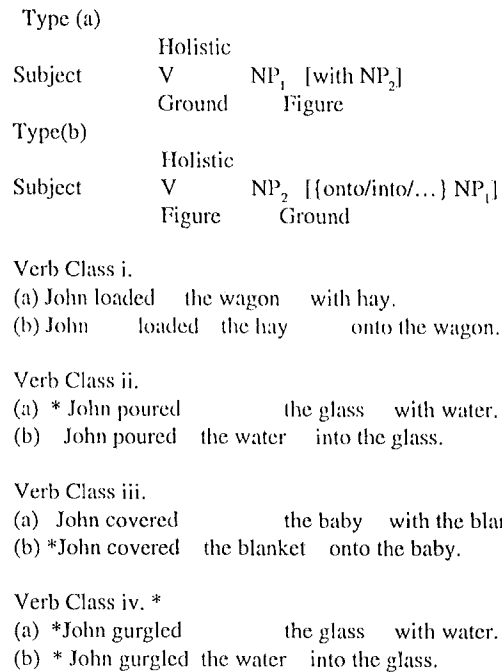 Type (a)
Holistic
Subject V NP₁ [with NP₂]
Ground Figure
Type(b)
Holistic
Subject V NP₂ [{onto/into/...} NP₁]
Figure Ground
Verb Class i.
(a) John loaded the wagon with hay.
(b) John loaded the hay onto the wagon.
Verb Class ii.
(a) * John poured the glass with water.
(b) John poured the water into the glass.
Verb Class iii.
(a) John covered the baby with the
(b) *John covered the blanket onto the baby.
Verb Class iv. *
(a) *John gurgled the glass with water.
(b) * John gurgled the water into the glass.